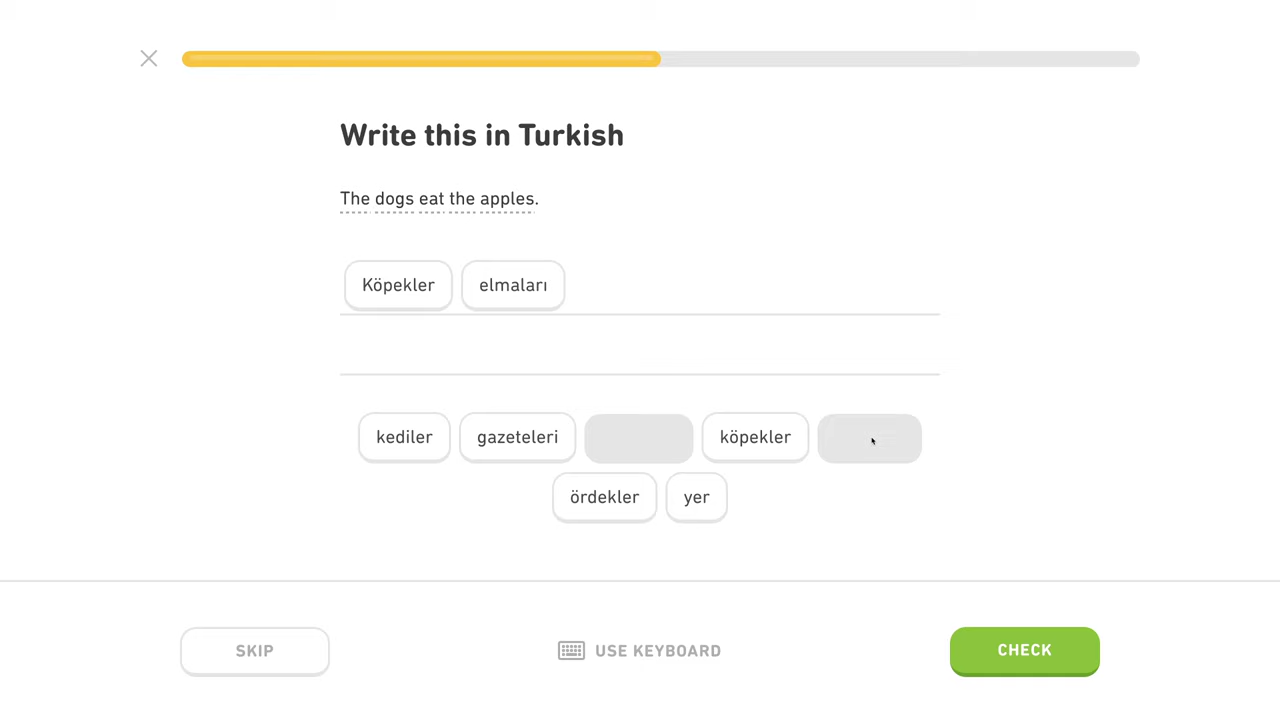 Write this in Turkish
The dogs eat the apples.
Köpekler elmaları
kediler gazeteleri köpekler
ördekler yer
SKIP USE KEYBOARD CHECK